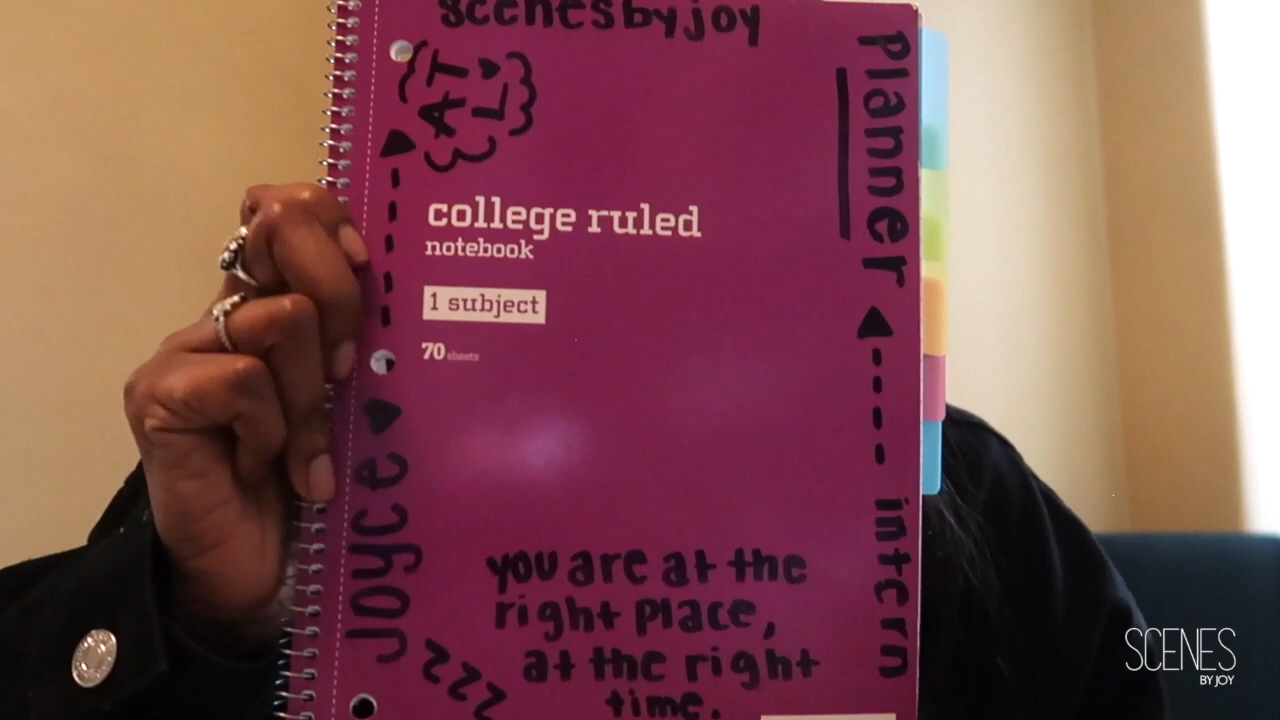 scenesbyjoy
ATL
Planner
intern
college ruled
notebook
1 subject
70 sheets
JOYCE
you are at the
right place,
at the right
time.
SCENES
BY JOY